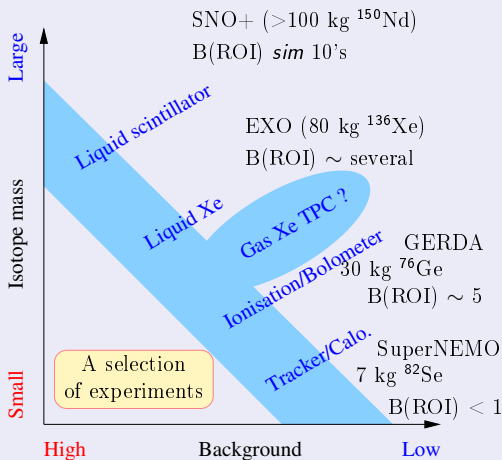 SNO+ (>100 kg ¹⁵⁰Nd)
B(ROI) sim 10's
Large
Liquid scintillator
EXO (80 kg ¹³⁶Xe)
B(ROI) ∼ several
Isotope mass
Liquid Xe
Gas Xe TPC ?
GERDA
30 kg ⁷⁶Ge
B(ROI) ∼ 5
Ionisation/Bolometer
Tracker/Calo.
SuperNEMO
7 kg ⁸²Se
B(ROI) < 1
A selection
of experiments
Small
High
Background
Low